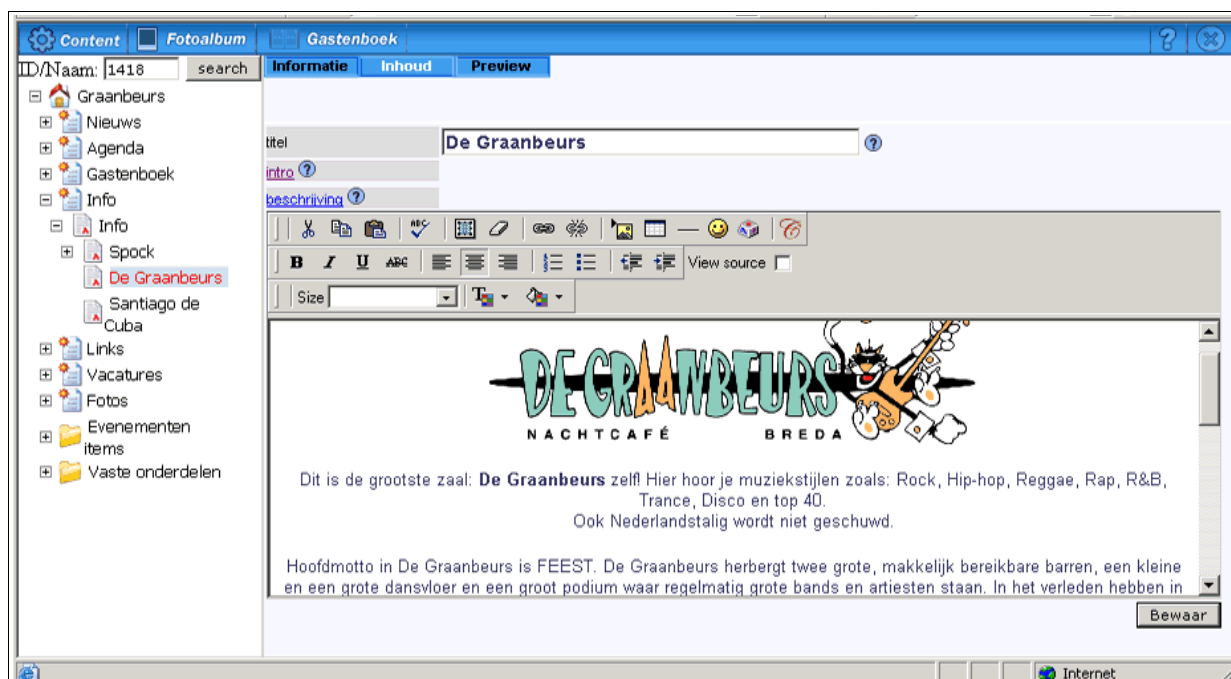 Content Fotoalbum Gastenboek
ID/Naam: 1418 search
Informatie Inhoud Preview
Graanbeurs
Nieuws
Agenda
Gastenboek
Info
Info
Spock
De Graanbeurs
Santiago de
Cuba
Links
Vacatures
Fotos
Evenementen
items
Vaste onderdelen
titel De Graanbeurs
intro
beschrijving
ABC
B I U ABC View source
Size
DE GRAANBEURS
NACHTCAFÉ BREDA
Dit is de grootste zaal: De Graanbeurs zelf! Hier hoor je muziekstijlen zoals: Rock, Hip-hop, Reggae, Rap, R&B,
Trance, Disco en top 40.
Ook Nederlandstalig wordt niet geschuwd.
Hoofdmotto in De Graanbeurs is FEEST. De Graanbeurs herbergt twee grote, makkelijk bereikbare barren, een kleine
en een grote dansvloer en een groot podium waar regelmatig grote bands en artiesten staan. In het verleden hebben in
Bewaar
Internet